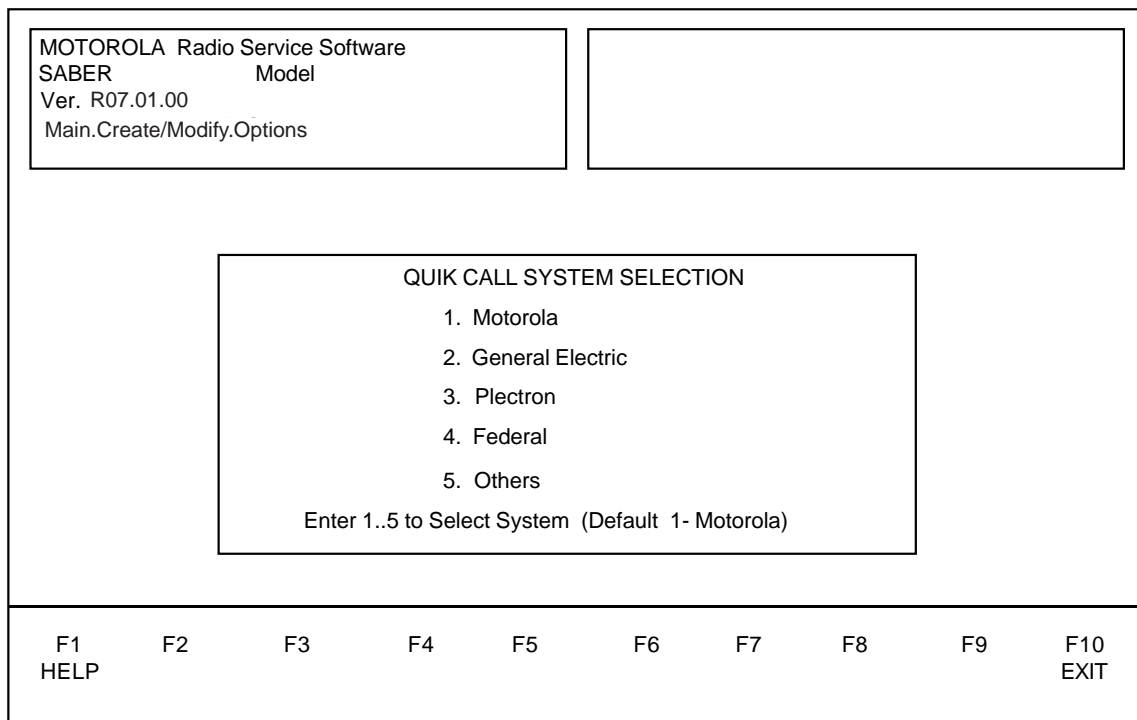 MOTOROLA Radio Service Software
SABER Model
Ver. R07.01.00
Main.Create/Modify.Options
QUIK CALL SYSTEM SELECTION
1. Motorola
2. General Electric
3. Plectron
4. Federal
5. Others
Enter 1..5 to Select System (Default 1- Motorola)
F1 F2 F3 F4 F5 F6 F7 F8 F9 F10
HELP EXIT